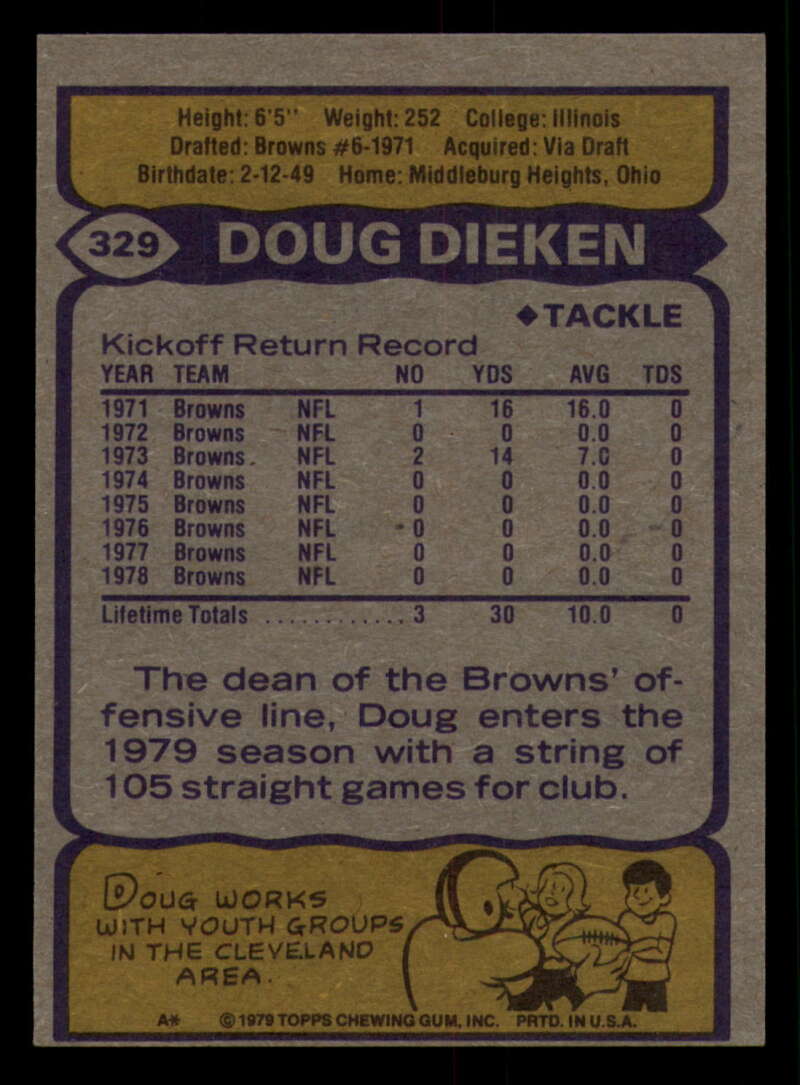 Height: 6'5" Weight: 252 College: Illinois
Drafted: Browns #6-1971 Acquired: Via Draft
Birthdate: 2-12-49 Home: Middleburg Heights, Ohio
329 DOUG DIEKEN
◆TACKLE
Kickoff Return Record
YEAR TEAM NO YDS AVG TDS
1971 Browns NFL 1 16 16.0 0
1972 Browns NFL 0 0 0.0 0
1973 Browns NFL 2 14 7.0 0
1974 Browns NFL 0 0 0.0 0
1975 Browns NFL 0 0 0.0 0
1976 Browns NFL 0 0 0.0 0
1977 Browns NFL 0 0 0.0 0
1978 Browns NFL 0 0 0.0 0
Lifetime Totals ............. 3 30 10.0 0
The dean of the Browns' of-
fensive line, Doug enters the
1979 season with a string of
105 straight games for club.
DOUG WORKS
WITH YOUTH GROUPS
IN THE CLEVELAND
AREA.
A* © 1979 TOPPS CHEWING GUM, INC. PRTD. IN U.S.A.